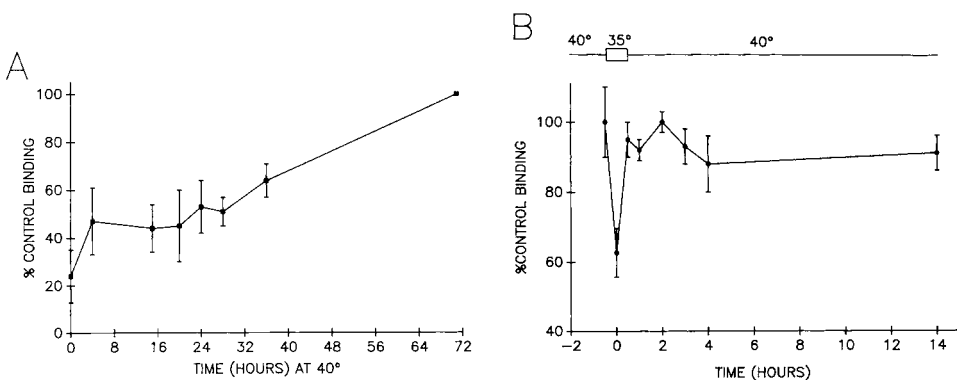 A
% CONTROL BINDING
100
80
60
40
20
0
0 8 16 24 32 40 48 56 64 72
TIME (HOURS) AT 40°
B
40° 35° 40°
%CONTROL BINDING
100
80
60
40
−2 0 2 4 6 8 10 12 14
TIME (HOURS)